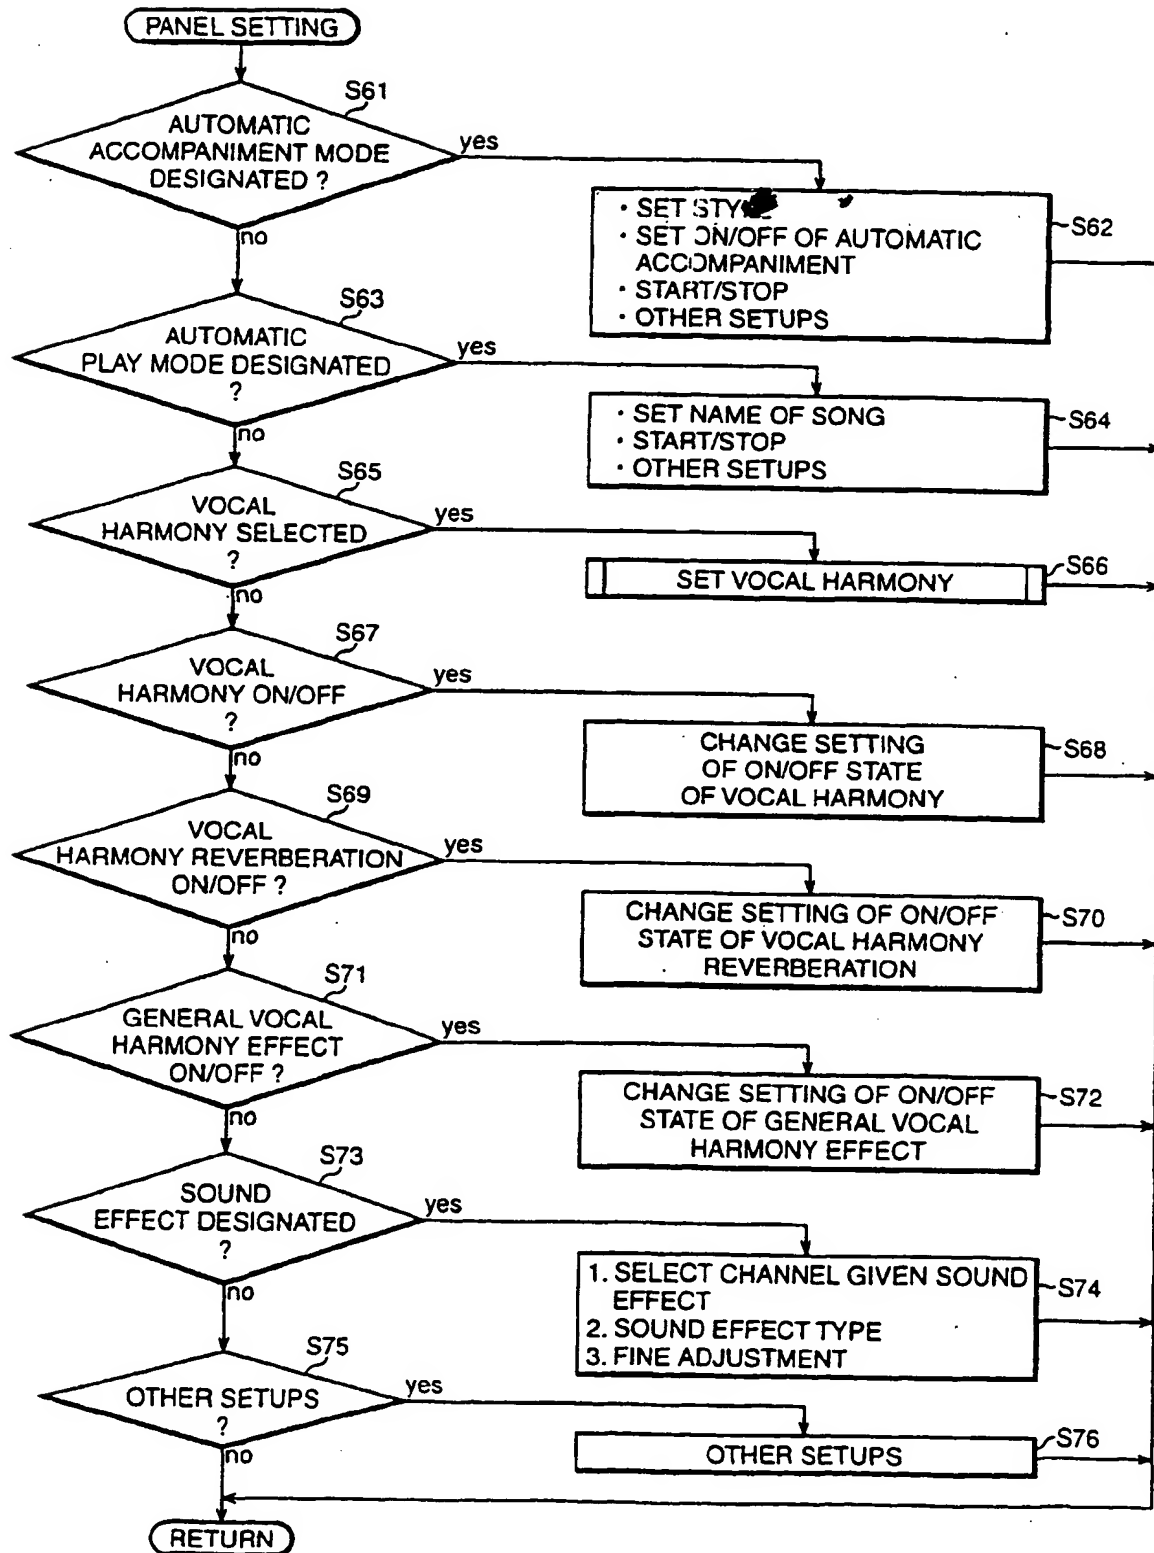 PANEL SETTING
S61
AUTOMATIC
ACCOMPANIMENT MODE
DESIGNATED ?
yes
no
· SET
· SET ON/OFF OF AUTOMATIC
ACCOMPANIMENT
· START/STOP
· OTHER SETUPS
S62
S63
AUTOMATIC
PLAY MODE DESIGNATED
?
yes
no
· SET NAME OF SONG
· START/STOP
· OTHER SETUPS
S64
S65
VOCAL
HARMONY SELECTED
?
yes
no
SET VOCAL HARMONY
S66
S67
VOCAL
HARMONY ON/OFF
?
yes
no
CHANGE SETTING
OF ON/OFF STATE
OF VOCAL HARMONY
S68
S69
VOCAL
HARMONY REVERBERATION
ON/OFF ?
yes
no
CHANGE SETTING OF ON/OFF
STATE OF VOCAL HARMONY
REVERBERATION
S70
S71
GENERAL VOCAL
HARMONY EFFECT
ON/OFF ?
yes
no
CHANGE SETTING OF ON/OFF
STATE OF GENERAL VOCAL
HARMONY EFFECT
S72
S73
SOUND
EFFECT DESIGNATED
?
yes
no
1. SELECT CHANNEL GIVEN SOUND
EFFECT
2. SOUND EFFECT TYPE
3. FINE ADJUSTMENT
S74
S75
OTHER SETUPS
?
yes
no
OTHER SETUPS
S76
RETURN